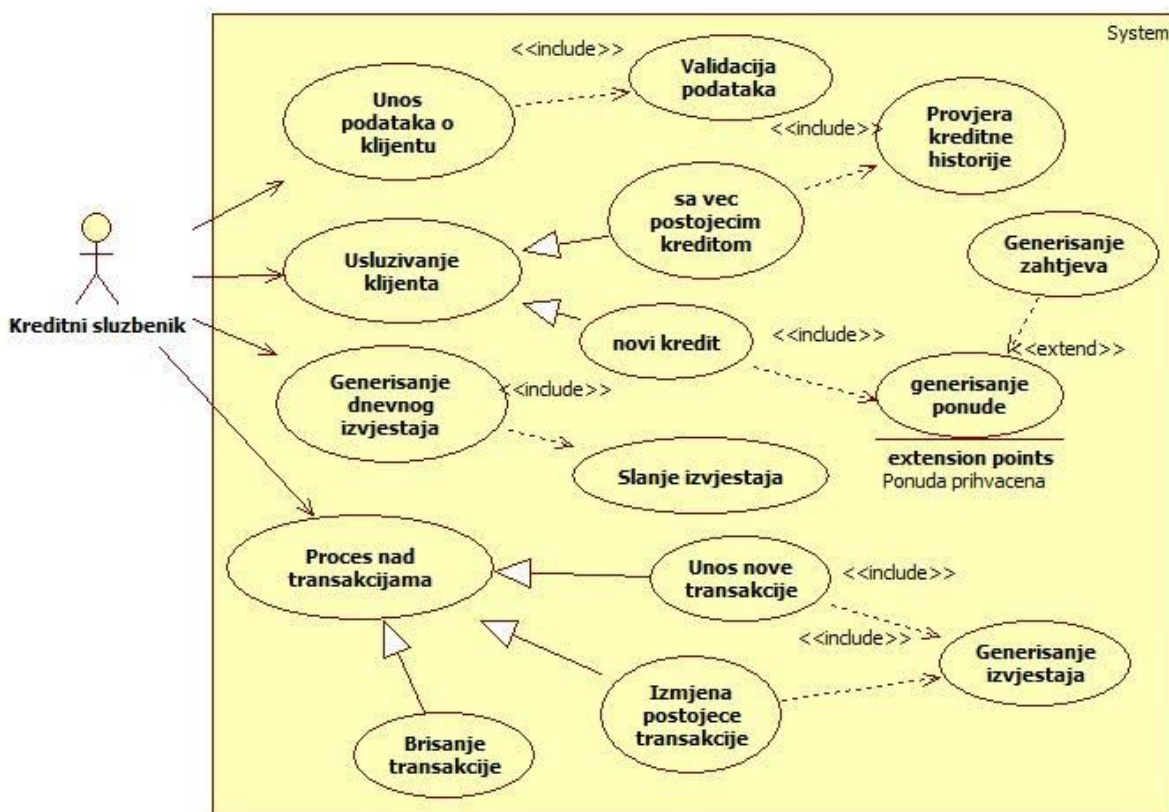 System
<<include>>
Validacija
podataka
Unos
podataka o
klijentu
<<include>>
Provjera
kreditne
historije
sa vec
postojecim
kreditom
Usluzivanje
klijenta
Generisanje
zahtjeva
Kreditni sluzbenik
novi kredit
<<include>>
<<extend>>
Generisanje
dnevnog
izvjestaja
<<include>>
generisanje
ponude
extension points
Ponuda prihvacena
Slanje izvjestaja
Proces nad
transakcijama
Unos nove
transakcije
<<include>>
<<include>>
Generisanje
izvjestaja
Izmjena
postojece
transakcije
Brisanje
transakcije